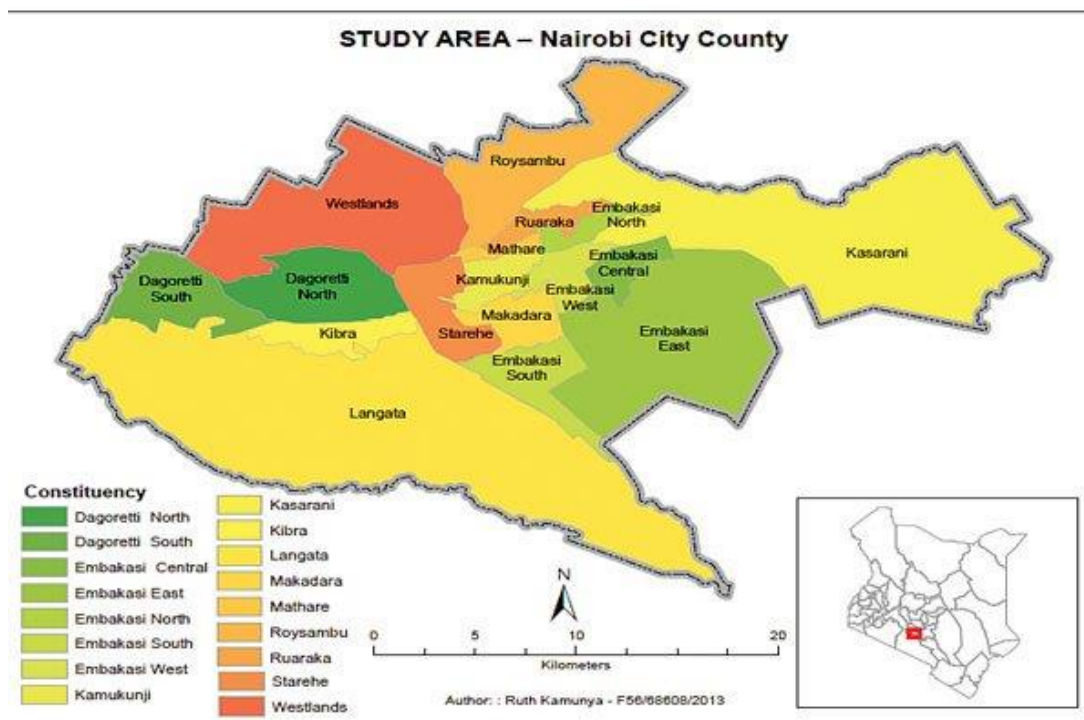 STUDY AREA – Nairobi City County
Roysambu
Westlands
Ruaraka
Embakasi
North
Mathare
Kasarani
Embakasi
Central
Kamukunji
Dagoretti
South
Dagoretti
North
Embakasi
West
Makadara
Kibra
Starehe
Embakasi
East
Embakasi
South
Langata
Constituency
Dagoretti North
Dagoretti South
Embakasi Central
Embakasi East
Embakasi North
Embakasi South
Embakasi West
Kamukunji
Kasarani
Kibra
Langata
Makadara
Mathare
Roysambu
Ruaraka
Starehe
Westlands
N
0 5 10 20
Kilometers
Author: : Ruth Kamunya - F56/68608/2013